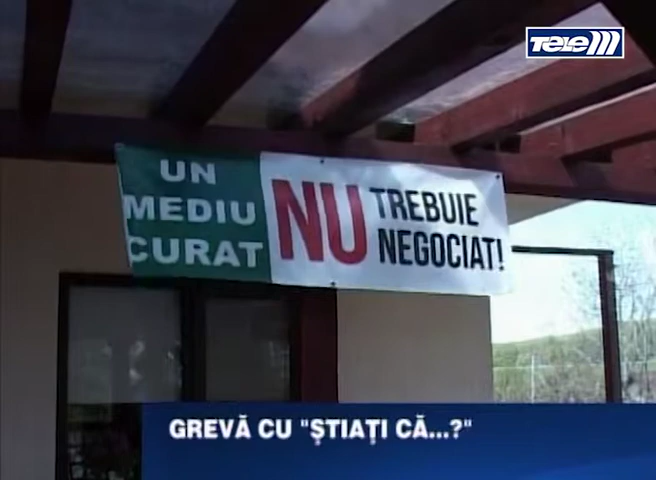 TELE
UN
MEDIU
CURAT
NU
TREBUIE
NEGOCIAT!
GREVĂ CU "ȘTIAȚI CĂ...?"